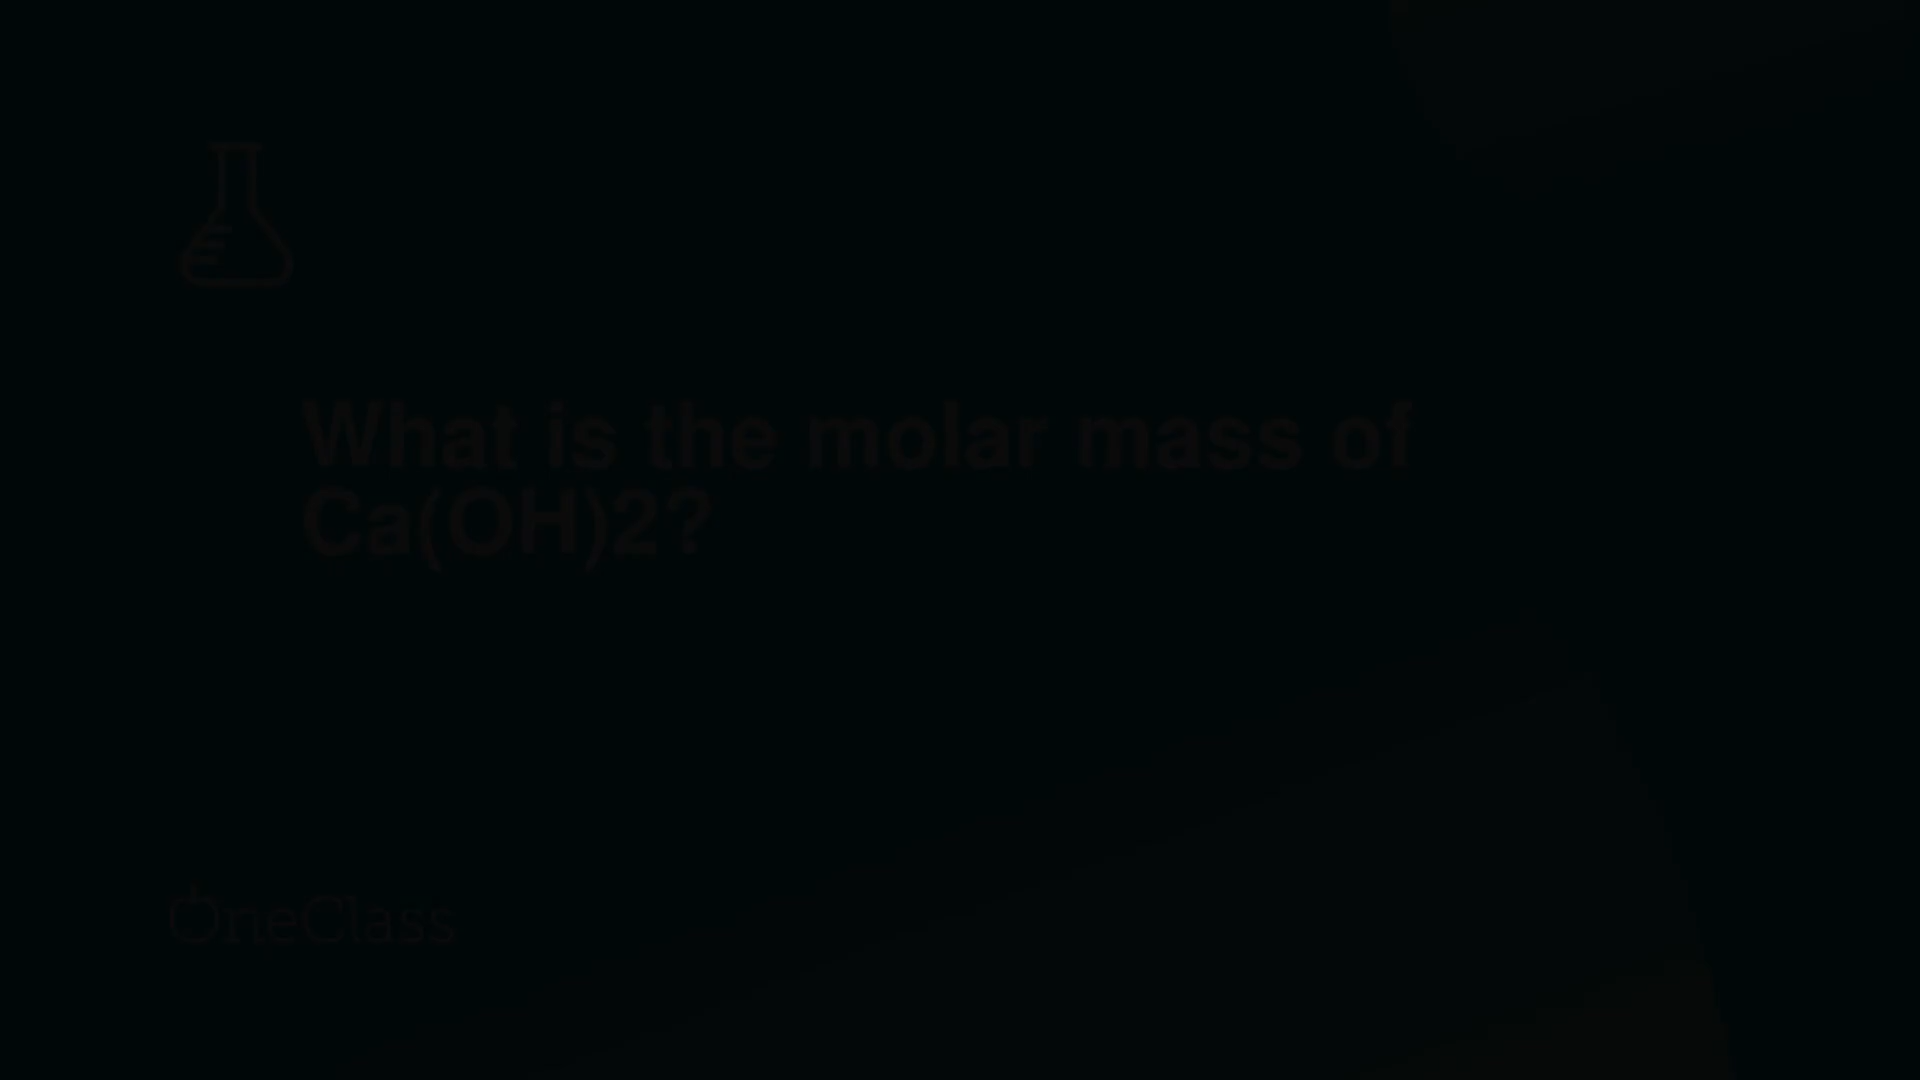 What is the molar mass of
Ca(OH)2?
OneClass